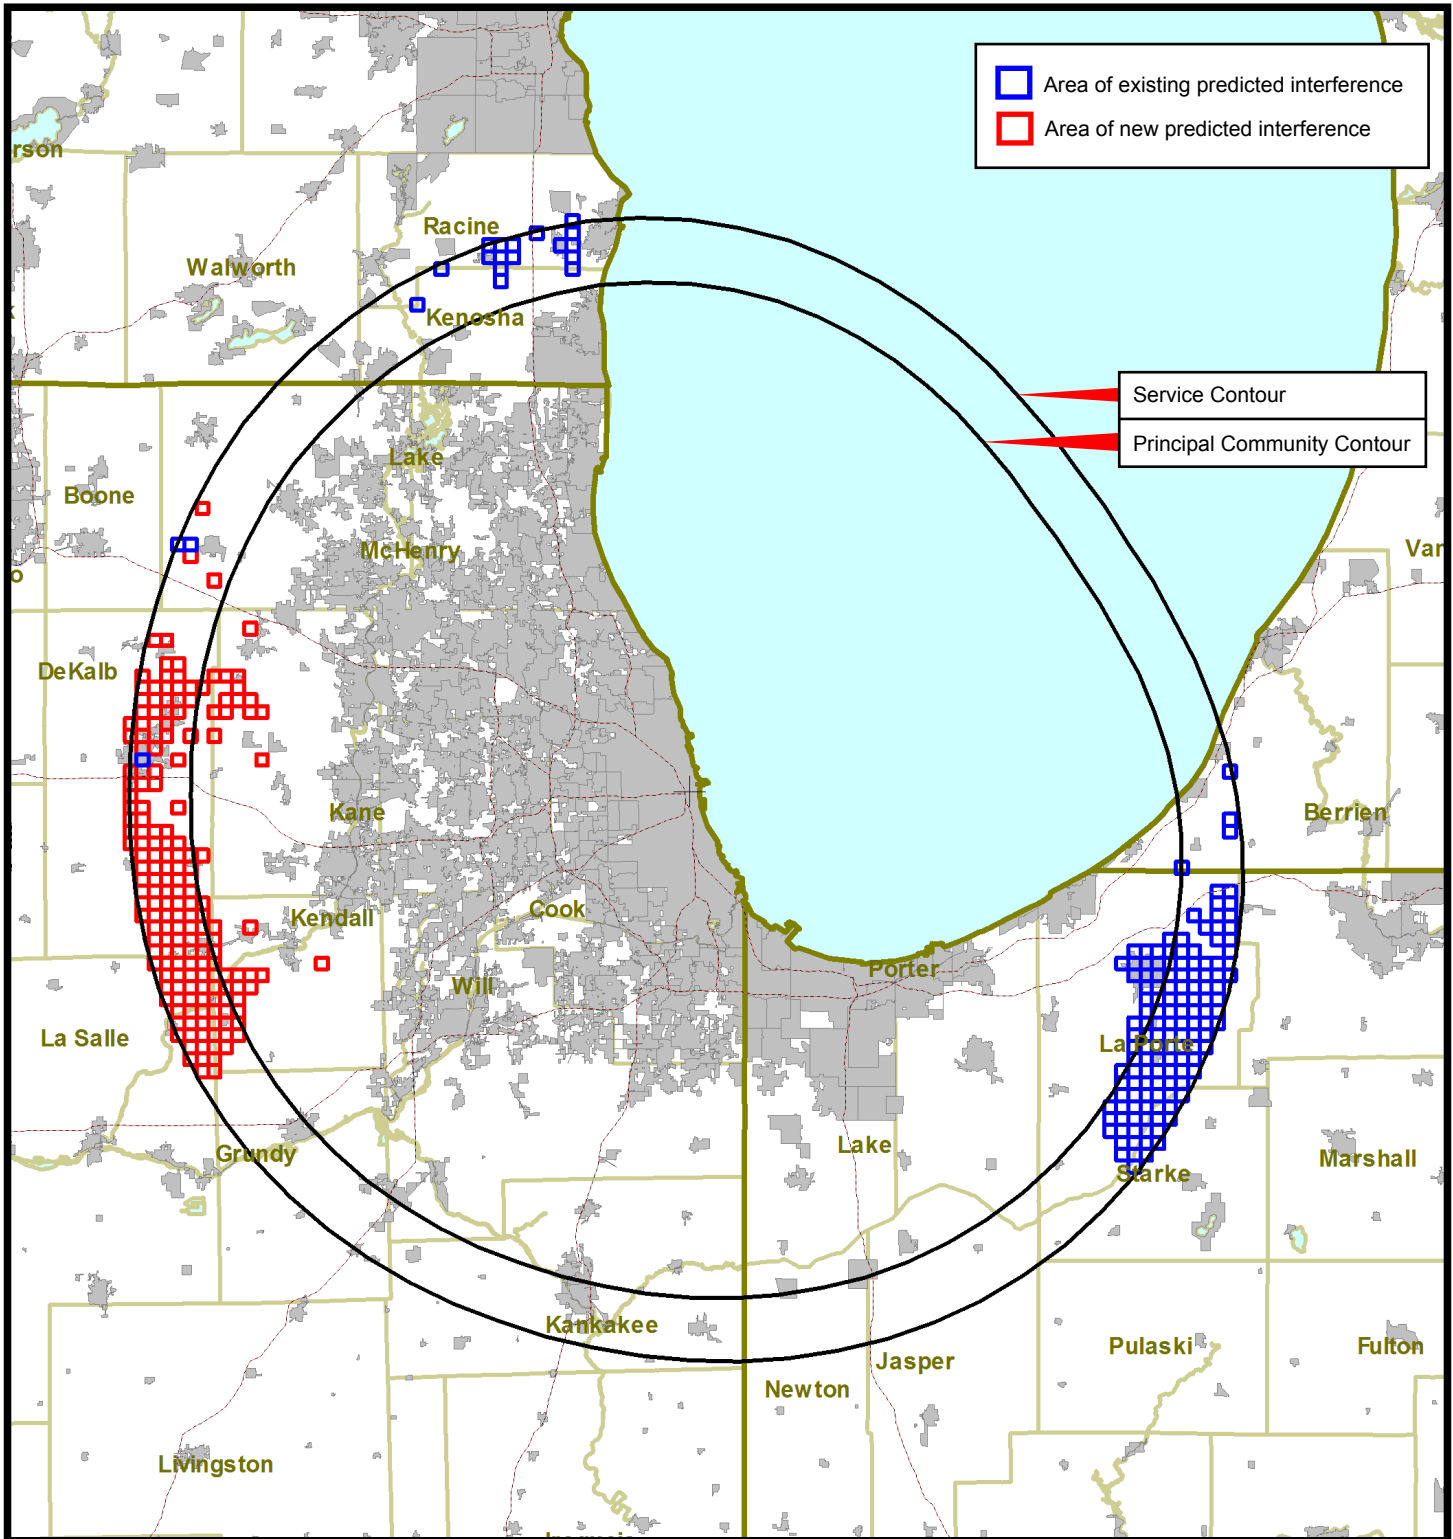 Area of existing predicted interference
Area of new predicted interference
rson
Racine
Walworth
Kenosha
Service Contour
Principal Community Contour
Lake
Boone
McHenry
Van
o
DeKalb
Kane
Berrien
Kendall
Cook
Porter
Will
La Salle
La Porte
Grundy
Lake
Starke
Marshall
Kankakee
Pulaski
Fulton
Jasper
Newton
Livingston